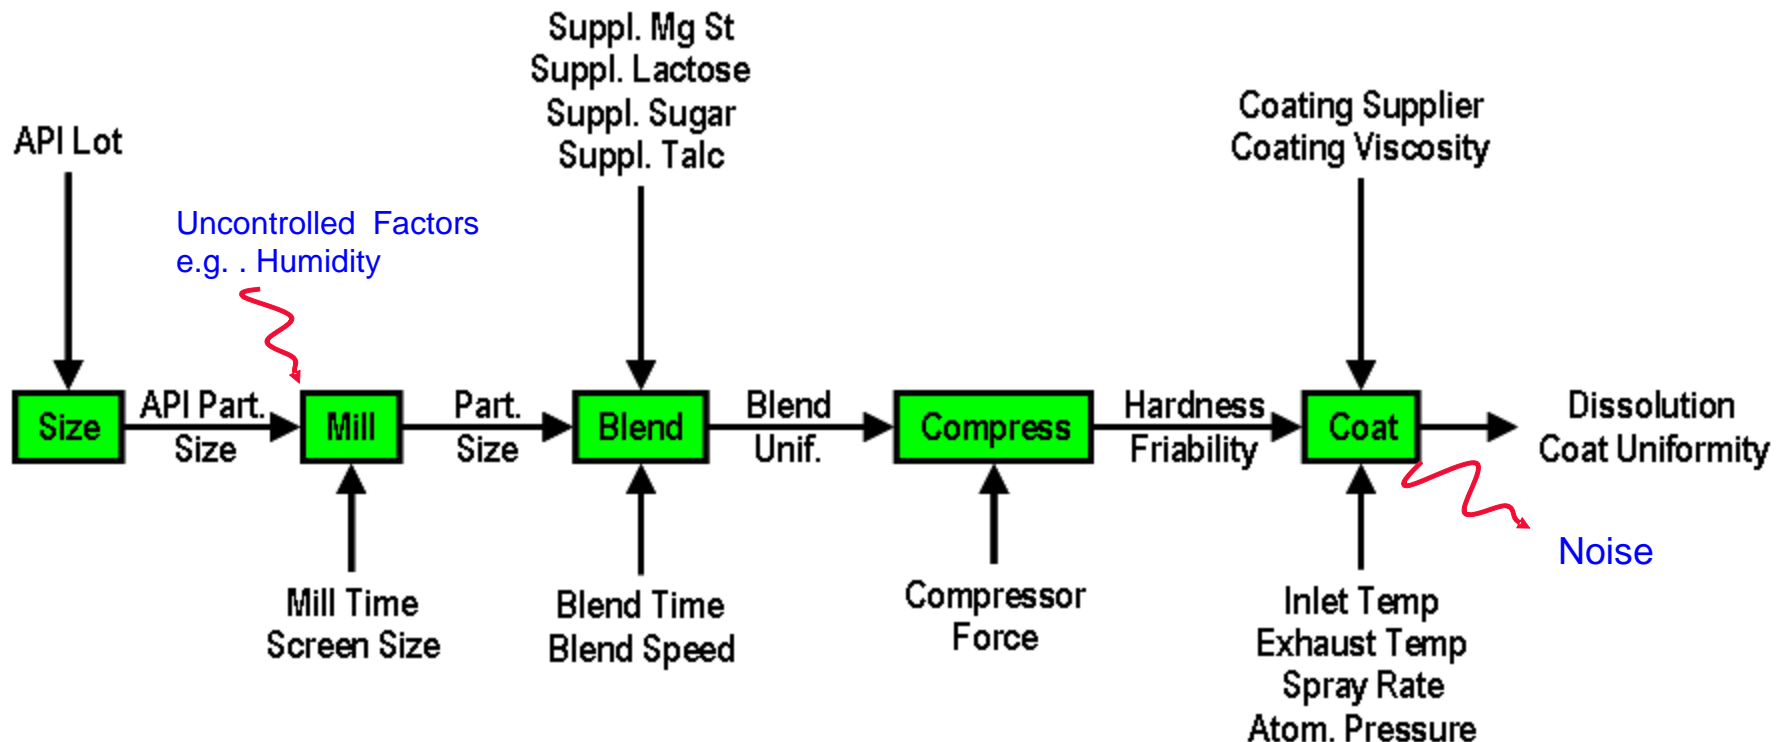 Suppl. Mg St
Suppl. Lactose
Suppl. Sugar
Suppl. Talc
Coating Supplier
Coating Viscosity
API Lot
Uncontrolled Factors
e.g. . Humidity
Size
API Part.
Size
Mill
Part.
Size
Blend
Blend
Unif.
Compress
Hardness
Friability
Coat
Dissolution
Coat Uniformity
Noise
Mill Time
Screen Size
Blend Time
Blend Speed
Compressor
Force
Inlet Temp
Exhaust Temp
Spray Rate
Atom. Pressure